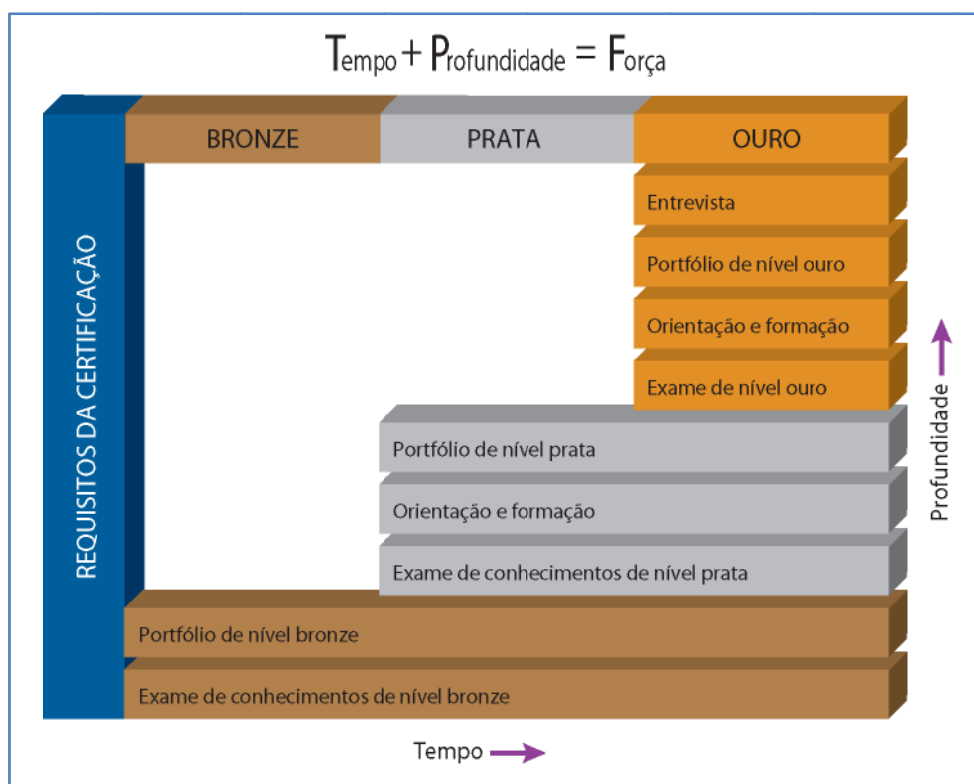 Tempo + Profundidade = Força
BRONZE
PRATA
OURO
REQUISITOS DA CERTIFICAÇÃO
Entrevista
Portfólio de nível ouro
Orientação e formação
Exame de nível ouro
Portfólio de nível prata
Orientação e formação
Exame de conhecimentos de nível prata
Portfólio de nível bronze
Exame de conhecimentos de nível bronze
Profundidade
Tempo